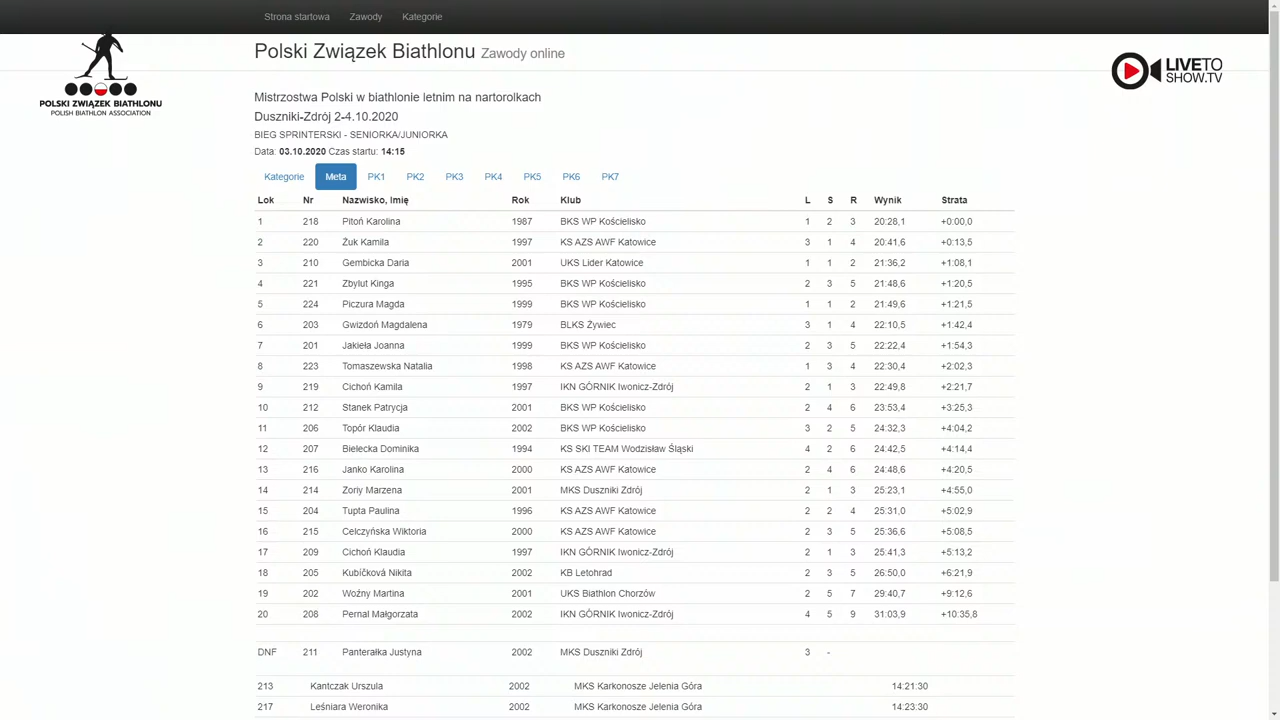 Strona startowa Zawody Kategorie
Polski Związek Biathlonu Zawody online
POLSKI ZWIĄZEK BIATHLONU
POLISH BIATHLON ASSOCIATION
LIVETO
SHOW.TV
Mistrzostwa Polski w biathlonie letnim na nartorolkach
Duszniki-Zdrój 2-4.10.2020
BIEG SPRINTERSKI - SENIORKA/JUNIORKA
Data: 03.10.2020 Czas startu: 14:15
Kategorie Meta PK1 PK2 PK3 PK4 PK5 PK6 PK7
Lok Nr Nazwisko, Imię Rok Klub L S R Wynik Strata
1 218 Pitoń Karolina 1987 BKS WP Kościelisko 1 2 3 20:28,1 +0:00,0
2 220 Żuk Kamila 1997 KS AZS AWF Katowice 3 1 4 20:41,6 +0:13,5
3 210 Gembicka Daria 2001 UKS Lider Katowice 1 1 2 21:36,2 +1:08,1
4 221 Zbylut Kinga 1995 BKS WP Kościelisko 2 3 5 21:48,6 +1:20,5
5 224 Piczura Magda 1999 BKS WP Kościelisko 1 1 2 21:49,6 +1:21,5
6 203 Gwizdoń Magdalena 1979 BLKS Żywiec 3 1 4 22:10,5 +1:42,4
7 201 Jakieła Joanna 1999 BKS WP Kościelisko 2 3 5 22:22,4 +1:54,3
8 223 Tomaszewska Natalia 1998 KS AZS AWF Katowice 1 3 4 22:30,4 +2:02,3
9 219 Cichoń Kamila 1997 IKN GÓRNIK Iwonicz-Zdrój 2 1 3 22:49,8 +2:21,7
10 212 Stanek Patrycja 2001 BKS WP Kościelisko 2 4 6 23:53,4 +3:25,3
11 206 Topór Klaudia 2002 BKS WP Kościelisko 3 2 5 24:32,3 +4:04,2
12 207 Bielecka Dominika 1994 KS SKI TEAM Wodzisław Śląski 4 2 6 24:42,5 +4:14,4
13 216 Janko Karolina 2000 KS AZS AWF Katowice 2 4 6 24:48,6 +4:20,5
14 214 Zoriy Marzena 2001 MKS Duszniki Zdrój 2 1 3 25:23,1 +4:55,0
15 204 Tupta Paulina 1996 KS AZS AWF Katowice 2 2 4 25:31,0 +5:02,9
16 215 Celczyńska Wiktoria 2000 KS AZS AWF Katowice 2 3 5 25:36,6 +5:08,5
17 209 Cichoń Klaudia 1997 IKN GÓRNIK Iwonicz-Zdrój 2 1 3 25:41,3 +5:13,2
18 205 Kubíčková Nikita 2002 KB Letohrad 2 3 5 26:50,0 +6:21,9
19 202 Woźny Martina 2001 UKS Biathlon Chorzów 2 5 7 29:40,7 +9:12,6
20 208 Pernal Małgorzata 2002 IKN GÓRNIK Iwonicz-Zdrój 4 5 9 31:03,9 +10:35,8
DNF 211 Panterałka Justyna 2002 MKS Duszniki Zdrój 3 -
213 Kantczak Urszula 2002 MKS Karkonosze Jelenia Góra 14:21:30
217 Leśniara Weronika 2002 MKS Karkonosze Jelenia Góra 14:23:30